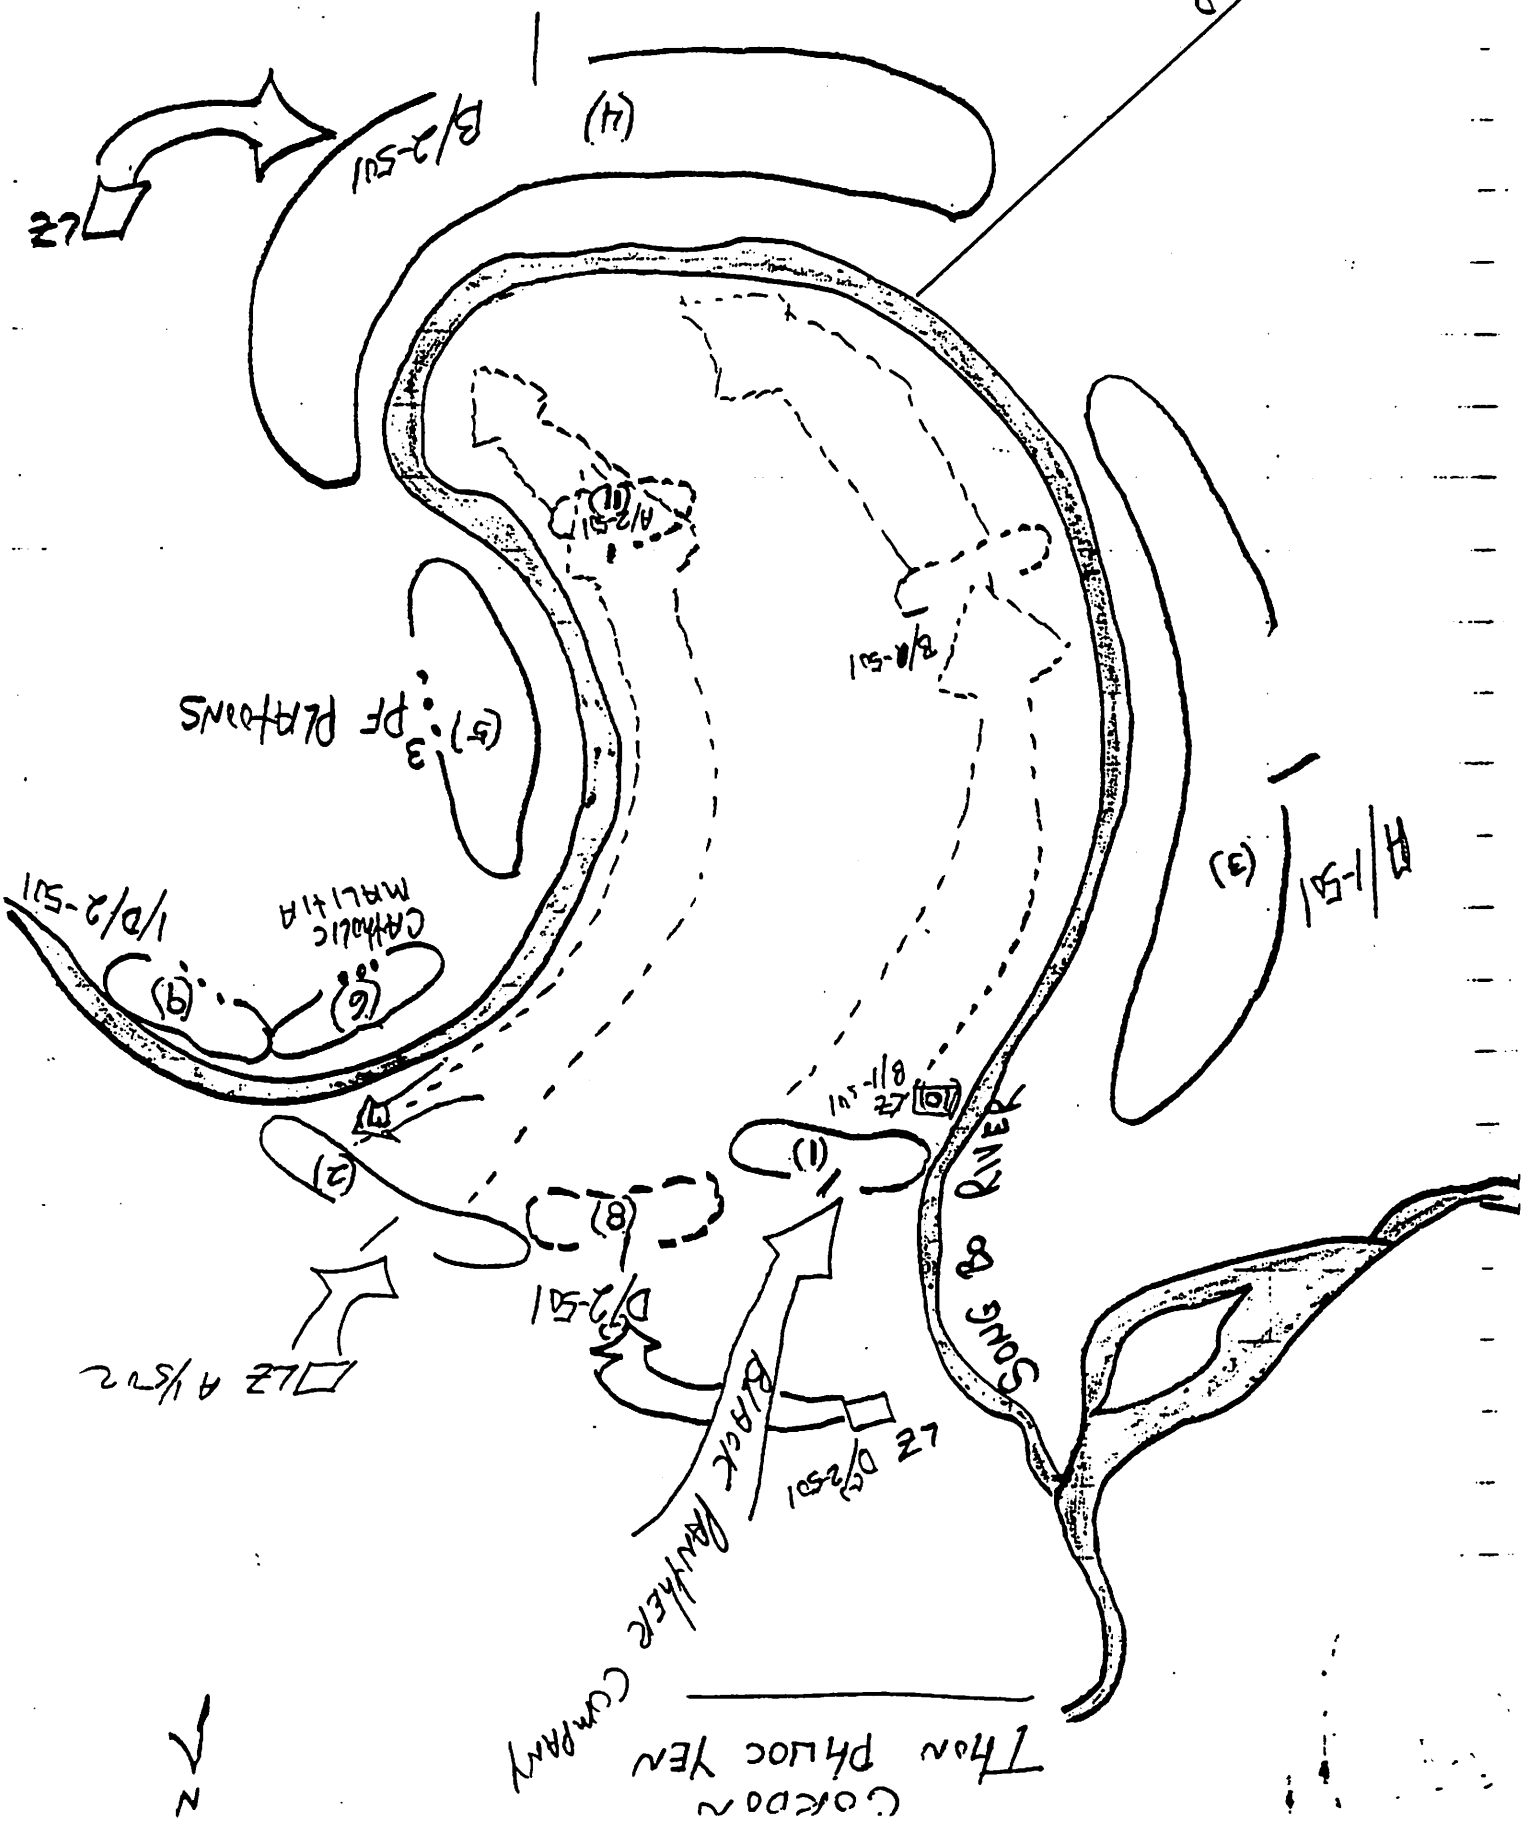 CORDON
THON PHUOC YEN
N
BLACK PANTHER COMPANY
LZ
D/2-501
LZ A/502
D/2-501
SONG BO RIVER
(8)
(2)
(1)
LZ
B/1-501
(10)
(9)
(6)
1/D/2-501
CATHOLIC
MALITIA
(3)
A/1-501
(5)
3 PF PLATOONS
B/1-501
A/2-501
(11)
LZ
B/2-501
(4)